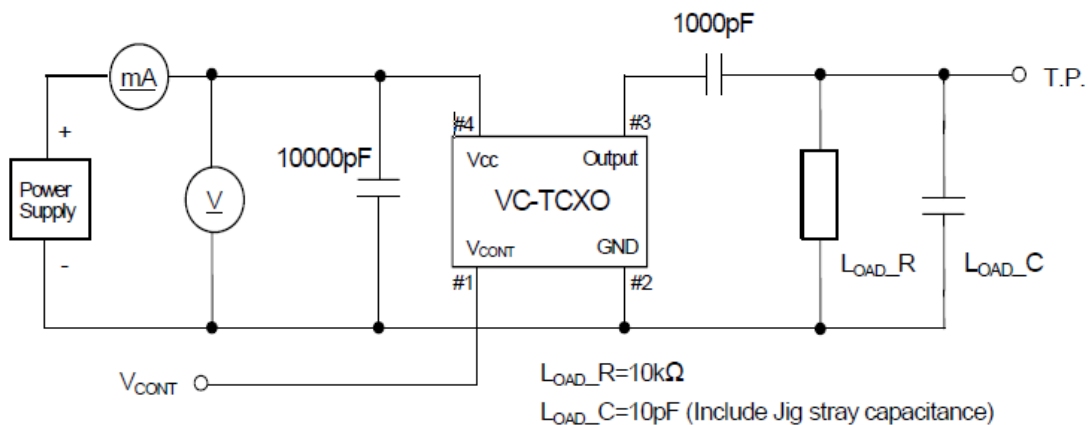 1000pF
mA
T.P.
+
#4
#3
10000pF
Vcc
Output
Power
Supply
V
VC-TCXO
VCONT
GND
-
#1
#2
LOAD_R
LOAD_C
VCONT
LOAD_R=10kΩ
LOAD_C=10pF (Include Jig stray capacitance)